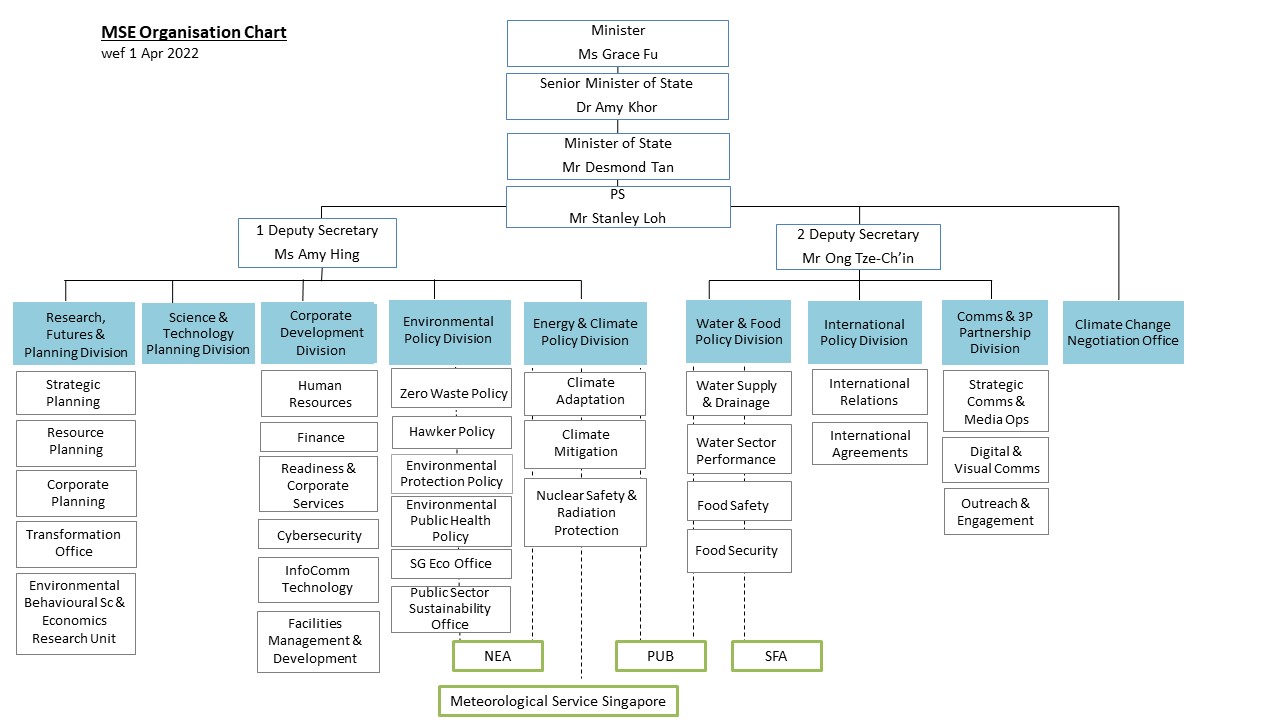 MSE Organisation Chart
wef 1 Apr 2022
Minister
Ms Grace Fu
Senior Minister of State
Dr Amy Khor
Minister of State
Mr Desmond Tan
PS
Mr Stanley Loh
1 Deputy Secretary
Ms Amy Hing
2 Deputy Secretary
Mr Ong Tze-Ch’in
Research,
Futures &
Planning Division
Strategic
Planning
Resource
Planning
Corporate
Planning
Transformation
Office
Environmental
Behavioural Sc &
Economics
Research Unit
Science &
Technology
Planning Division
Corporate
Development
Division
Human
Resources
Finance
Readiness &
Corporate
Services
Cybersecurity
InfoComm
Technology
Facilities
Management &
Development
Environmental
Policy Division
Zero Waste Policy
Hawker Policy
Environmental
Protection Policy
Environmental
Public Health
Policy
SG Eco Office
Public Sector
Sustainability
Office
Energy & Climate
Policy Division
Climate
Adaptation
Climate
Mitigation
Nuclear Safety &
Radiation
Protection
Water & Food
Policy Division
Water Supply
& Drainage
Water Sector
Performance
Food Safety
Food Security
International
Policy Division
International
Relations
International
Agreements
Comms & 3P
Partnership
Division
Strategic
Comms &
Media Ops
Digital &
Visual Comms
Outreach &
Engagement
Climate Change
Negotiation Office
NEA
PUB
SFA
Meteorological Service Singapore